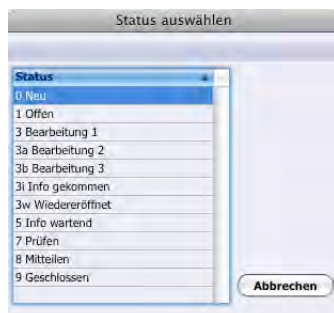 Status auswählen
Status
0 Neu
1 Offen
3 Bearbeitung 1
3a Bearbeitung 2
3b Bearbeitung 3
3i Info gekommen
3w Wiedereröffnet
5 Info wartend
7 Prüfen
8 Mitteilen
9 Geschlossen
Abbrechen